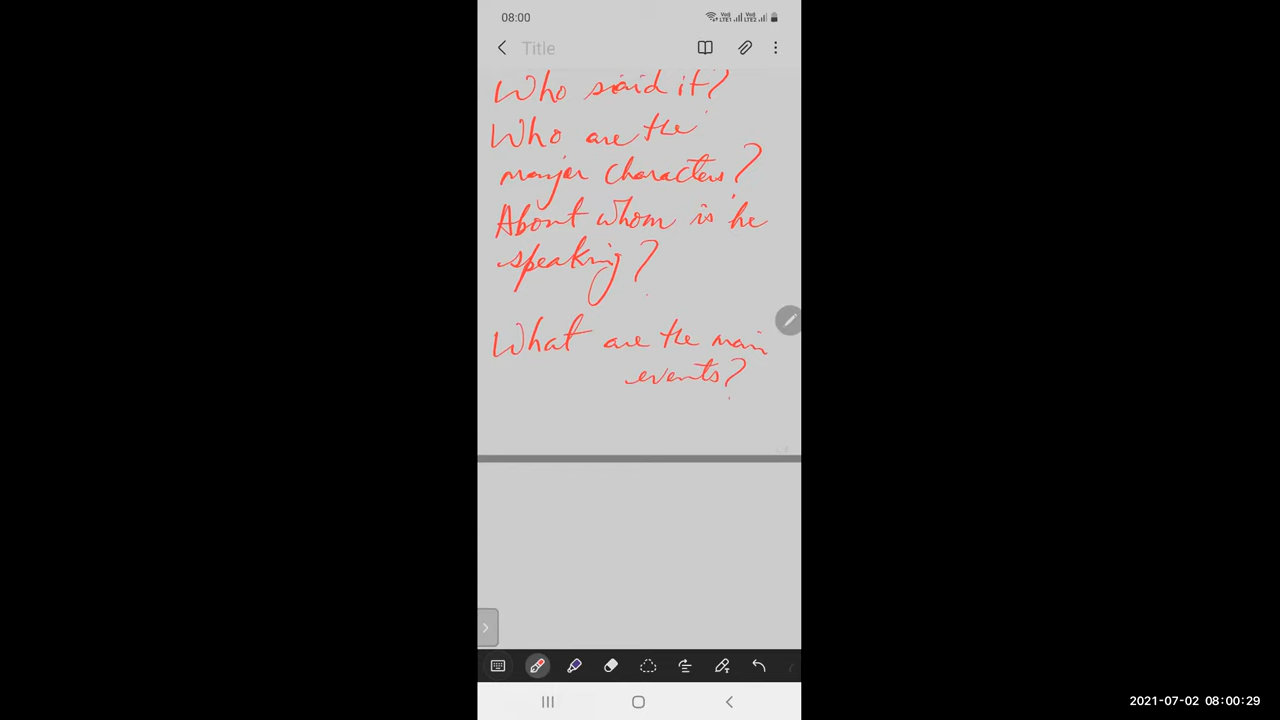 08:00
Title
Who said it?
Who are the
major characters?
About whom is he
speaking?
What are the main
events?
2021-07-02 08:00:29